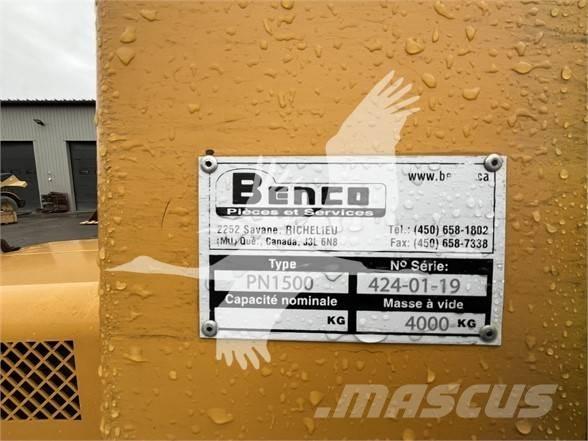 BENCO
Pièces et Services
www.be
.ca
2252 Savane, RICHELIEU
(MU) Qué., Canada, J3L 6N8
Tél.: (450) 658-1802
Fax: (450) 658-7338
Type
Nº Série:
PN1500
424-01-19
Capacité nominale
Masse à vide
KG
4000 KG
MASCUS